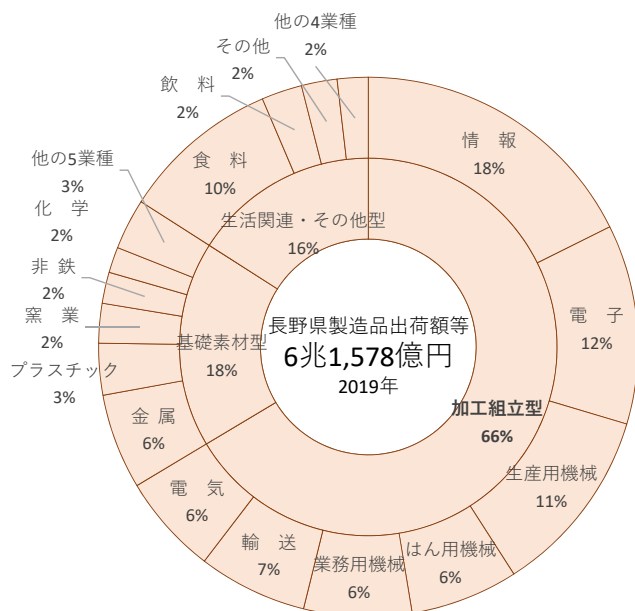 他の4業種
2%
その他
2%
飲　料
2%
情　報
18%
他の5業種
3%
食　料
10%
化　学
2%
生活関連・その他型
16%
非 鉄
2%
電　子
12%
窯　業
2%
基礎素材型
18%
長野県製造品出荷額等
6兆1,578億円
2019年
プラスチック
3%
加工組立型
66%
金 属
6%
生産用機械
11%
電　気
6%
輸　送
7%
業務用機械
6%
はん用機械
6%